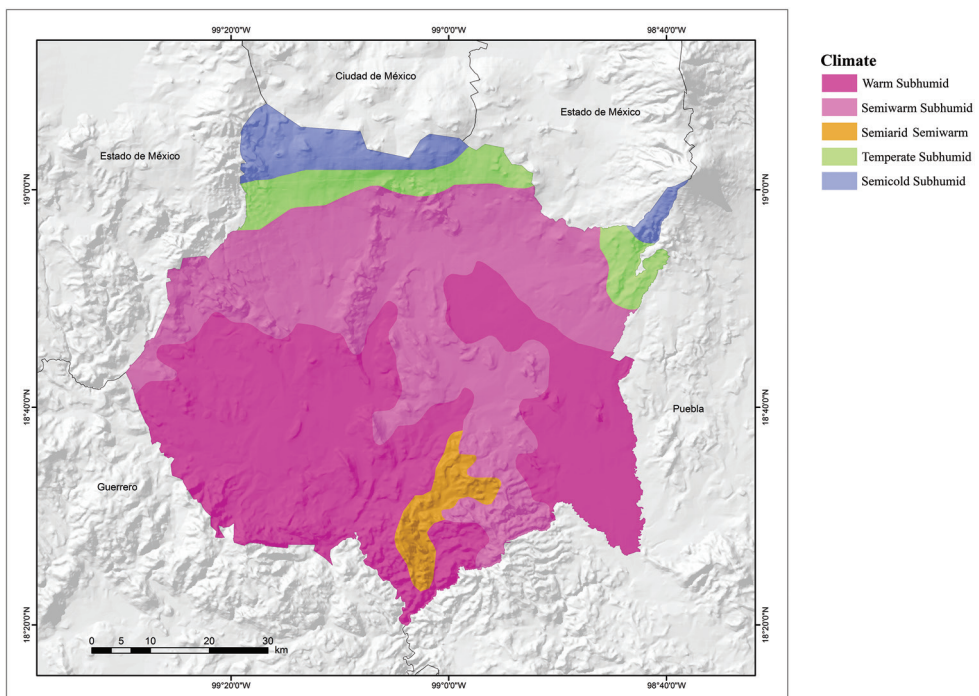 99°20'0"W
99°0'0"W
98°40'0"W
Ciudad de México
Estado de México
Estado de México
19°0'0"N
19°0'0"N
18°40'0"N
18°40'0"N
Puebla
Guerrero
18°20'0"N
18°20'0"N
0 5 10 20 30
km
99°20'0"W
99°0'0"W
98°40'0"W
Climate
Warm Subhumid
Semiwarm Subhumid
Semiarid Semiwarm
Temperate Subhumid
Semicold Subhumid